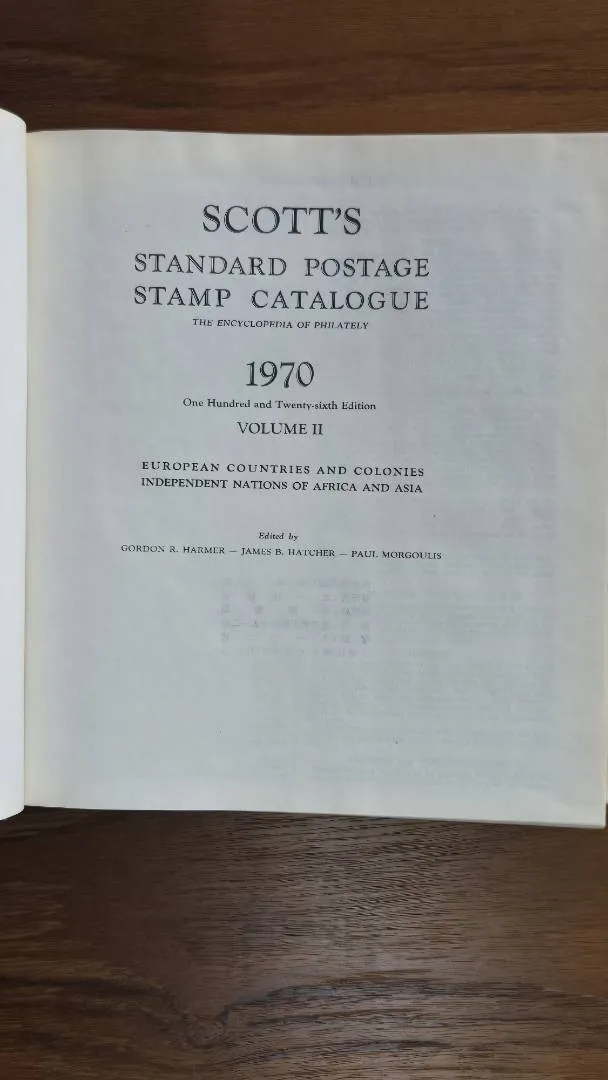 SCOTT'S
STANDARD POSTAGE
STAMP CATALOGUE
THE ENCYCLOPEDIA OF PHILATELY
1970
One Hundred and Twenty-sixth Edition
VOLUME II
EUROPEAN COUNTRIES AND COLONIES
INDEPENDENT NATIONS OF AFRICA AND ASIA
Edited by
GORDON R. HARMER — JAMES B. HATCHER — PAUL MORGOULIS